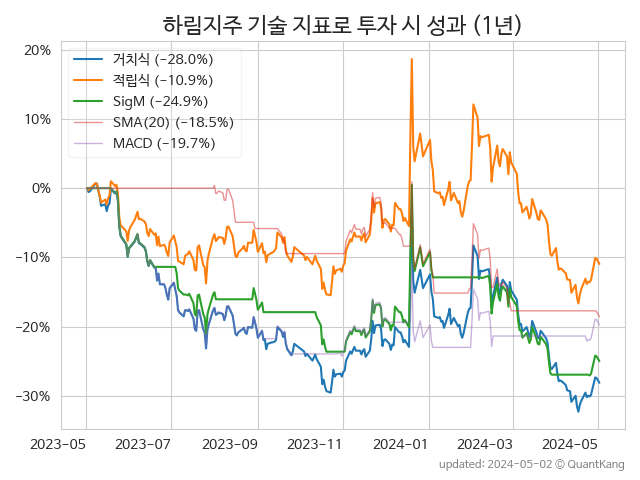 하림지주 기술 지표로 투자 시 성과 (1년)
20%
10%
0%
−10%
−20%
−30%
거치식 (−28.0%)
적립식 (−10.9%)
SigM (−24.9%)
SMA(20) (−18.5%)
MACD (−19.7%)
2023-05 2023-07 2023-09 2023-11 2024-01 2024-03 2024-05
updated: 2024-05-02 © QuantKang